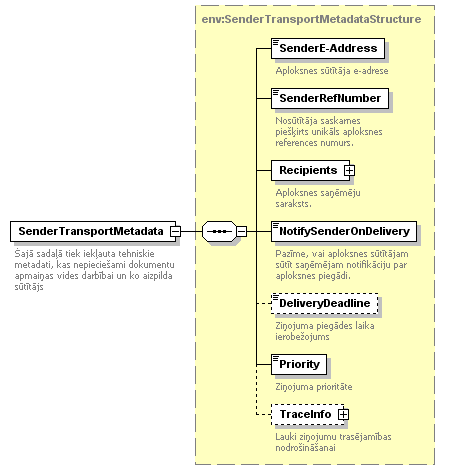 env:SenderTransportMetadataStructure
SenderE-Address
Aploksnes sūtītāja e-adrese
SenderRefNumber
Nosūtītāja saskarnes
piešķirts unikāls aploksnes
references numurs.
Recipients
Aploksnes saņēmēju
saraksts.
SenderTransportMetadata
Šajā sadaļā tiek iekļauta tehniskie
metadati, kas nepieciešami dokumentu
apmaiņas vides darbībai un ko aizpilda
sūtītājs
NotifySenderOnDelivery
Pazīme, vai aploksnes sūtītājam
sūtīt saņēmējam notifikāciju par
aploksnes piegādi.
DeliveryDeadline
Ziņojuma piegādes laika
ierobežojums
Priority
Ziņojuma prioritāte
TraceInfo
Lauki ziņojumu trasējamības
nodrošināšanai